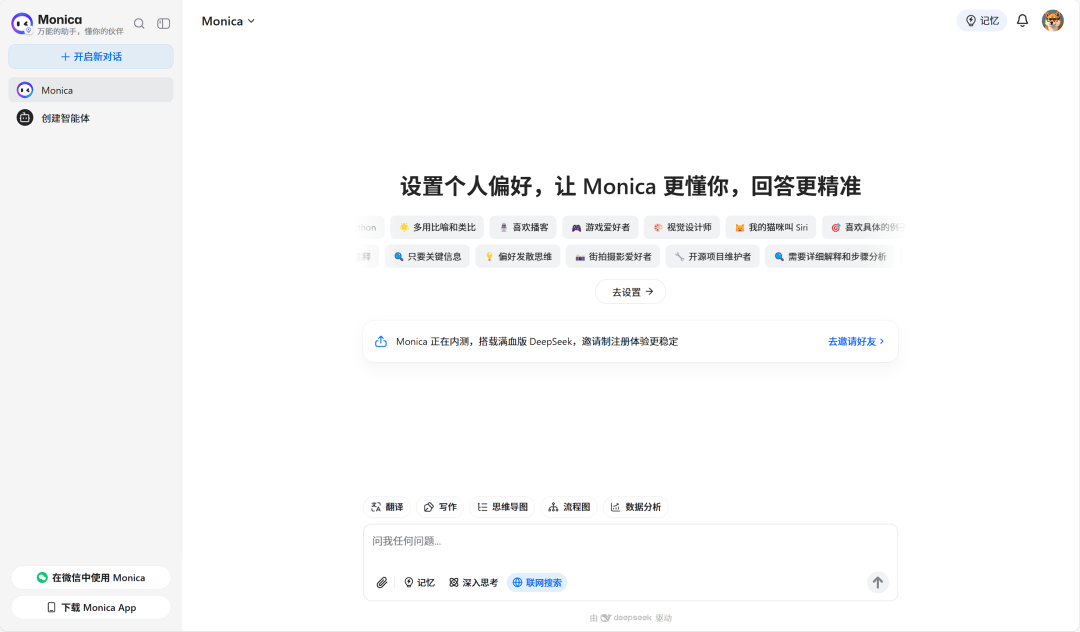 Monica
万能的助手，懂你的伙伴
开启新对话
Monica
创建智能体
在微信中使用 Monica
下载 Monica App
Monica
记忆
设置个人偏好，让 Monica 更懂你，回答更精准
多用比喻和类比 喜欢播客 游戏爱好者 视觉设计师 我的猫咪叫 Siri 喜欢具体的例
只要关键信息 偏好发散思维 街拍摄影爱好者 开源项目维护者 需要详细解释和步骤分析
去设置
Monica 正在内测，搭载满血版 DeepSeek，邀请制注册体验更稳定 去邀请好友
翻译 写作 思维导图 流程图 数据分析
问我任何问题...
记忆 深入思考 联网搜索
由 deepseek 驱动